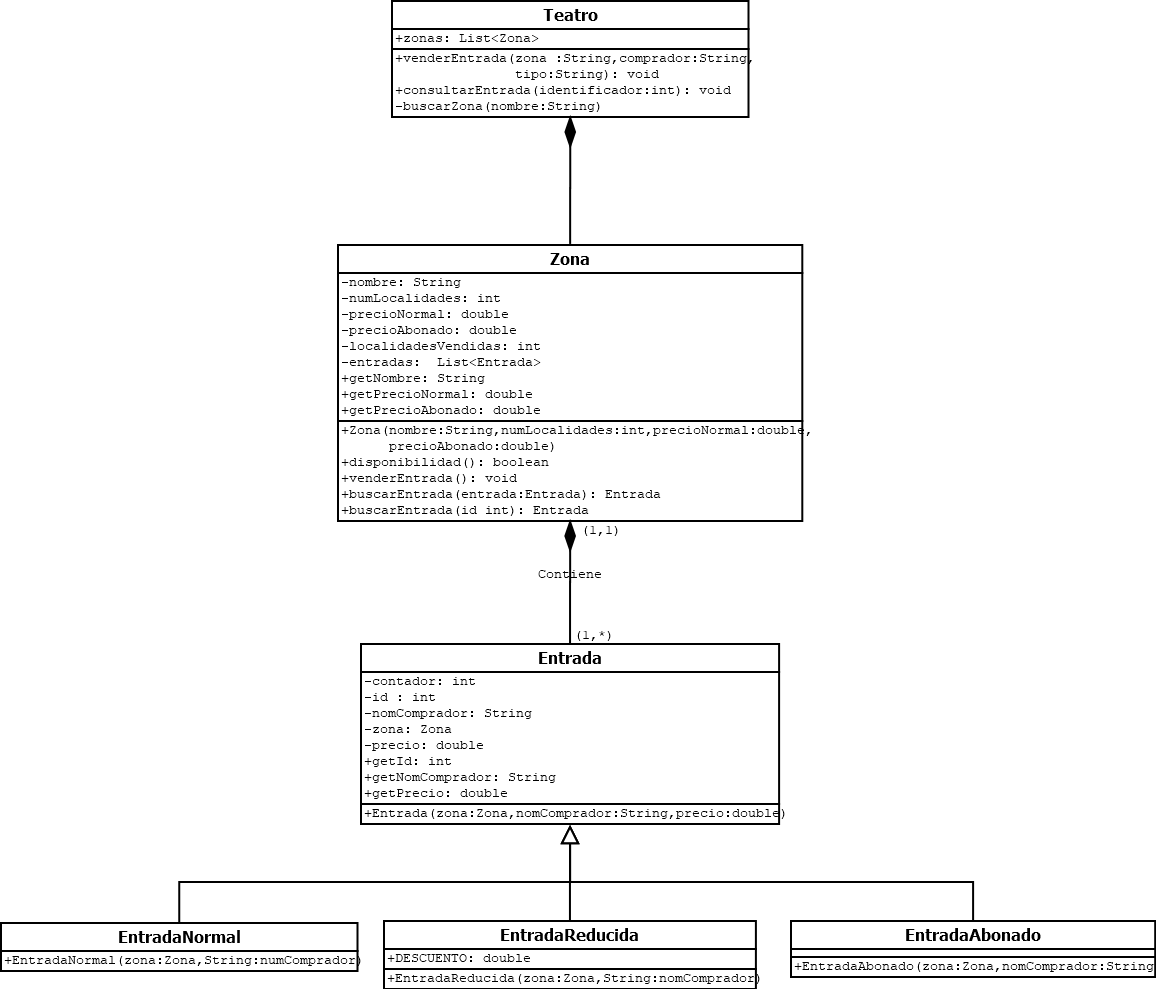 Teatro
+zonas: List<Zona>
+venderEntrada(zona :String,comprador:String,
tipo:String): void
+consultarEntrada(identificador:int): void
-buscarZona(nombre:String)
Zona
-nombre: String
-numLocalidades: int
-precioNormal: double
-precioAbonado: double
-localidadesVendidas: int
-entradas:  List<Entrada>
+getNombre: String
+getPrecioNormal: double
+getPrecioAbonado: double
+Zona(nombre:String,numLocalidades:int,precioNormal:double,
precioAbonado:double)
+disponibilidad(): boolean
+venderEntrada(): void
+buscarEntrada(entrada:Entrada): Entrada
+buscarEntrada(id int): Entrada
(1,1)
Contiene
(1,*)
Entrada
-contador: int
-id : int
-nomComprador: String
-zona: Zona
-precio: double
+getId: int
+getNomComprador: String
+getPrecio: double
+Entrada(zona:Zona,nomComprador:String,precio:double)
EntradaNormal
+EntradaNormal(zona:Zona,String:numComprador)
EntradaReducida
+DESCUENTO: double
+EntradaReducida(zona:Zona,String:nomComprador)
EntradaAbonado
+EntradaAbonado(zona:Zona,nomComprador:String